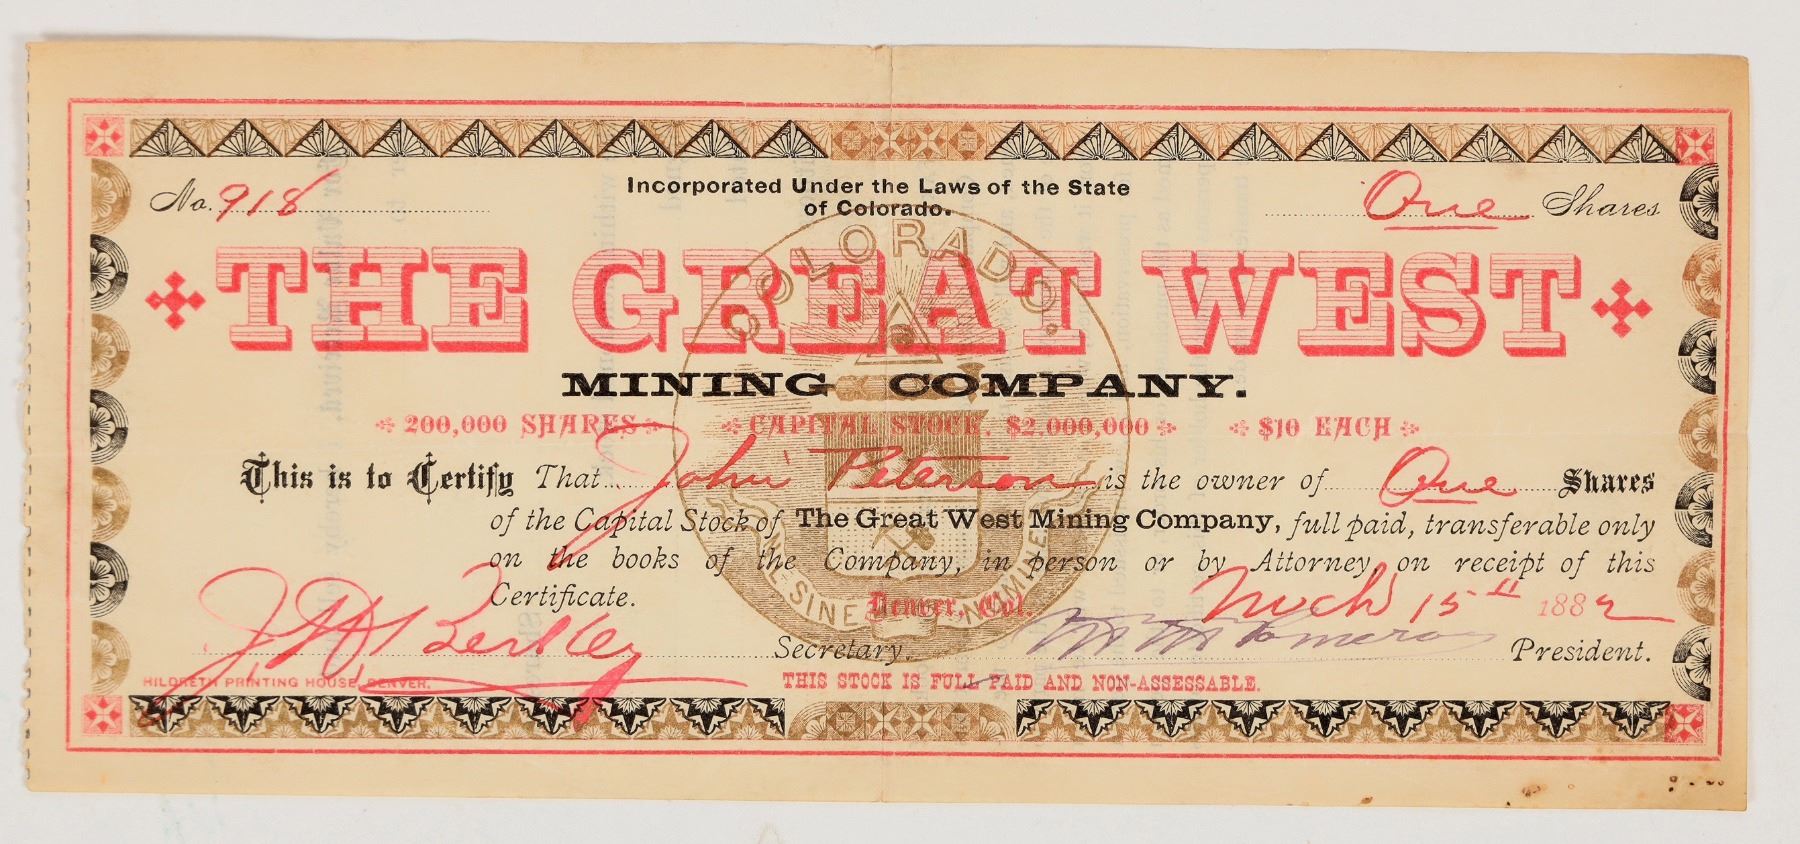 No. 918
Incorporated Under the Laws of the State
of Colorado.
One Shares
COLORADO.
THE GREAT WEST
MINING COMPANY.
200,000 SHARES CAPITAL STOCK, $2,000,000 $10 EACH
This is to Certify That John Peterson is the owner of One Shares
of the Capital Stock of The Great West Mining Company, full paid, transferable only
on the books of the Company, in person or by Attorney, on receipt of this
Certificate.
NIL-SINE NUMINE
Denver, Col. March 15th 1882
Secretary. President.
HILDRETH PRINTING HOUSE, DENVER.
THIS STOCK IS FULL PAID AND NON-ASSESSABLE.